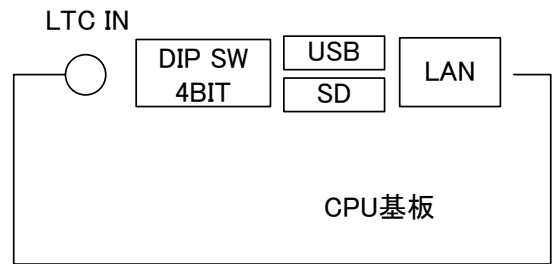 LTC IN
DIP SW
4BIT
USB
SD
LAN
CPU基板